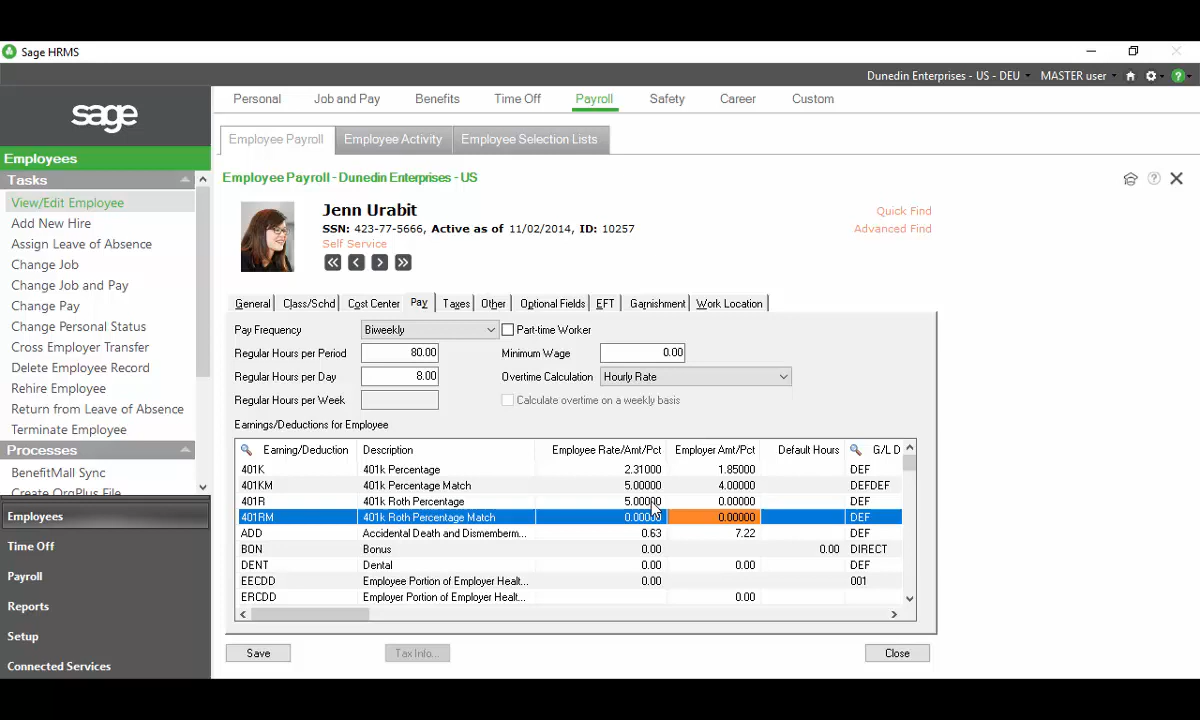 Sage HRMS
Dunedin Enterprises - US - DEU MASTER user
sage
Personal Job and Pay Benefits Time Off Payroll Safety Career Custom
Employee Payroll Employee Activity Employee Selection Lists
Employees
Tasks
View/Edit Employee
Add New Hire
Assign Leave of Absence
Change Job
Change Job and Pay
Change Pay
Change Personal Status
Cross Employer Transfer
Delete Employee Record
Rehire Employee
Return from Leave of Absence
Terminate Employee
Processes
BenefitMall Sync
Create OrgPlus File
Employees
Time Off
Payroll
Reports
Setup
Connected Services
Employee Payroll - Dunedin Enterprises - US
Jenn Urabit
SSN: 423-77-5666, Active as of 11/02/2014, ID: 10257
Self Service
Quick Find
Advanced Find
General Class/Schd Cost Center Pay Taxes Other Optional Fields EFT Garnishment Work Location
Pay Frequency Biweekly Part-time Worker
Regular Hours per Period 80.00 Minimum Wage 0.00
Regular Hours per Day 8.00 Overtime Calculation Hourly Rate
Regular Hours per Week Calculate overtime on a weekly basis
Earnings/Deductions for Employee
Earning/Deduction Description Employee Rate/Amt/Pct Employer Amt/Pct Default Hours G/L D
401K 401k Percentage 2.31000 1.85000 DEF
401KM 401k Percentage Match 5.00000 4.00000 DEFDEF
401R 401k Roth Percentage 5.00000 0.00000 DEF
401RM 401k Roth Percentage Match 0.00000 0.00000 DEF
ADD Accidental Death and Dismemberm... 0.63 7.22 DEF
BON Bonus 0.00 0.00 DIRECT
DENT Dental 0.00 0.00 DEF
EECDD Employee Portion of Employer Healt... 0.00 001
ERCDD Employer Portion of Employer Healt... 0.00
Save Tax Info... Close